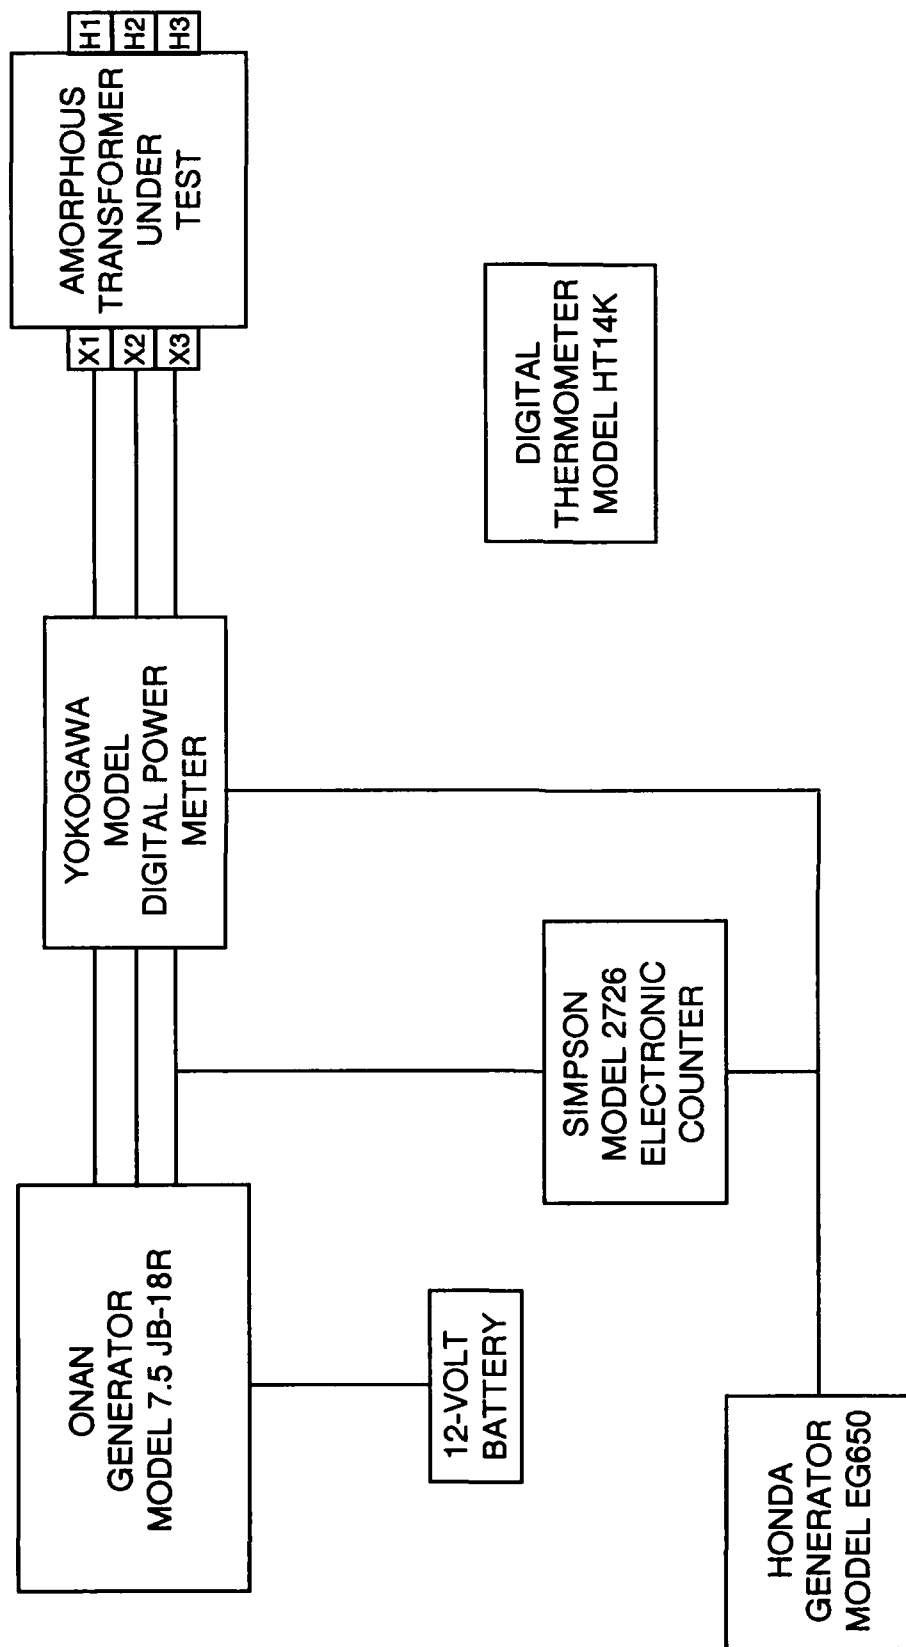 ONAN
GENERATOR
MODEL 7.5 JB-18R
YOKOGAWA
MODEL
DIGITAL POWER
METER
X1
X2
X3
AMORPHOUS
TRANSFORMER
UNDER
TEST
H1
H2
H3
12-VOLT
BATTERY
SIMPSON
MODEL 2726
ELECTRONIC
COUNTER
DIGITAL
THERMOMETER
MODEL HT14K
HONDA
GENERATOR
MODEL EG650